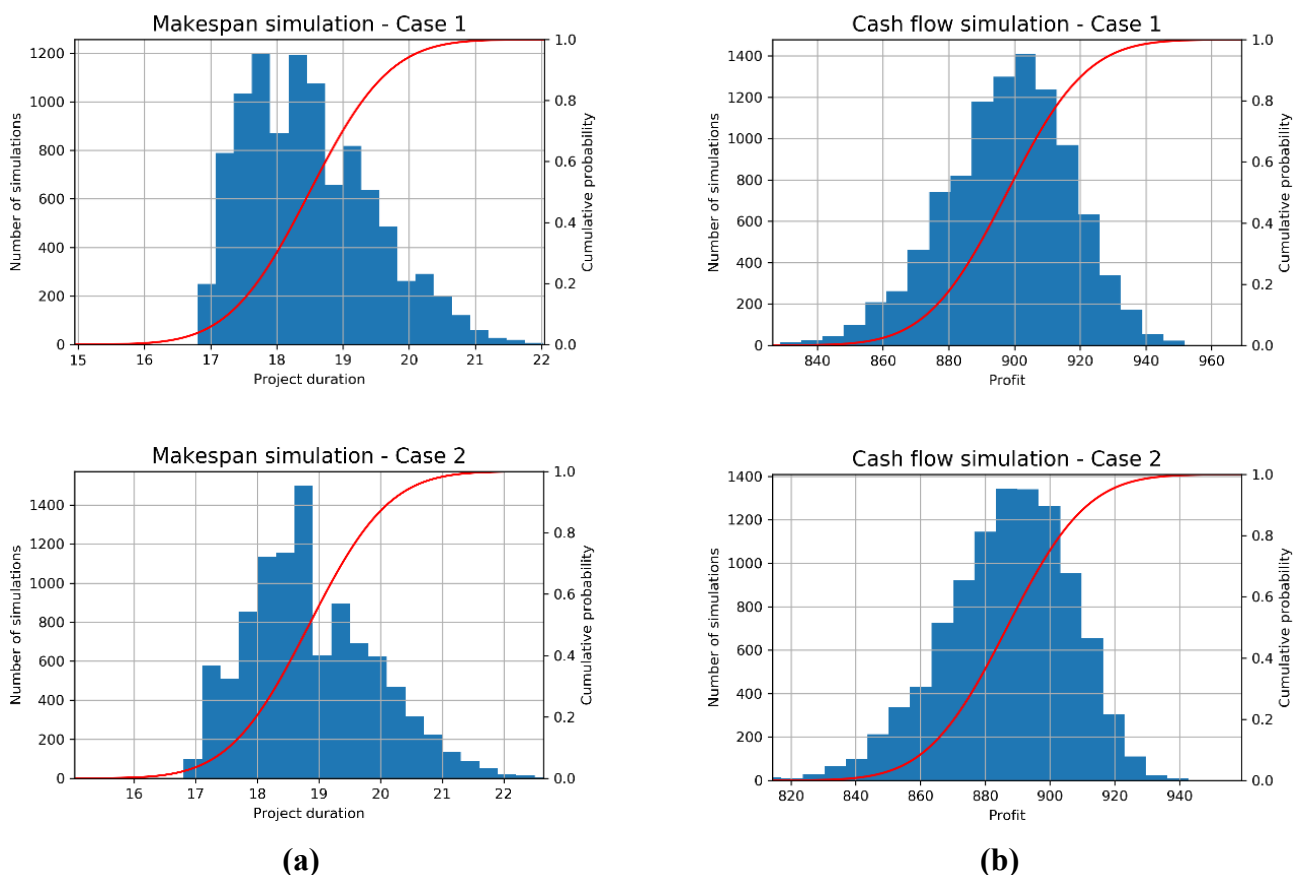 Makespan simulation - Case 1
1200
1000
800
600
400
200
0
Number of simulations
1.0
0.8
0.6
0.4
0.2
0.0
Cumulative probability
15 16 17 18 19 20 21 22
Project duration
Cash flow simulation - Case 1
1400
1200
1000
800
600
400
200
0
Number of simulations
1.0
0.8
0.6
0.4
0.2
0.0
Cumulative probability
840 860 880 900 920 940 960
Profit
Makespan simulation - Case 2
1400
1200
1000
800
600
400
200
0
Number of simulations
1.0
0.8
0.6
0.4
0.2
0.0
Cumulative probability
16 17 18 19 20 21 22
Project duration
Cash flow simulation - Case 2
1400
1200
1000
800
600
400
200
0
Number of simulations
1.0
0.8
0.6
0.4
0.2
0.0
Cumulative probability
820 840 860 880 900 920 940
Profit
(a)
(b)